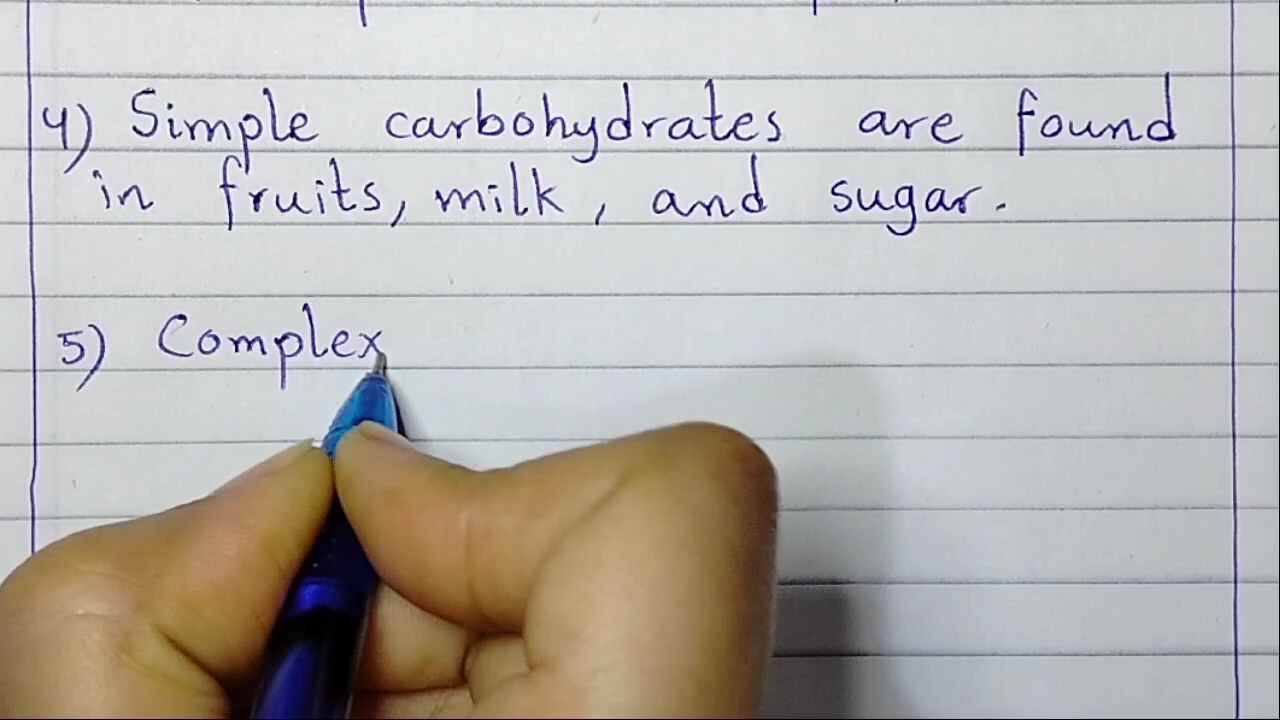 4) Simple carbohydrates are found
in fruits, milk, and sugar.
5) Complex